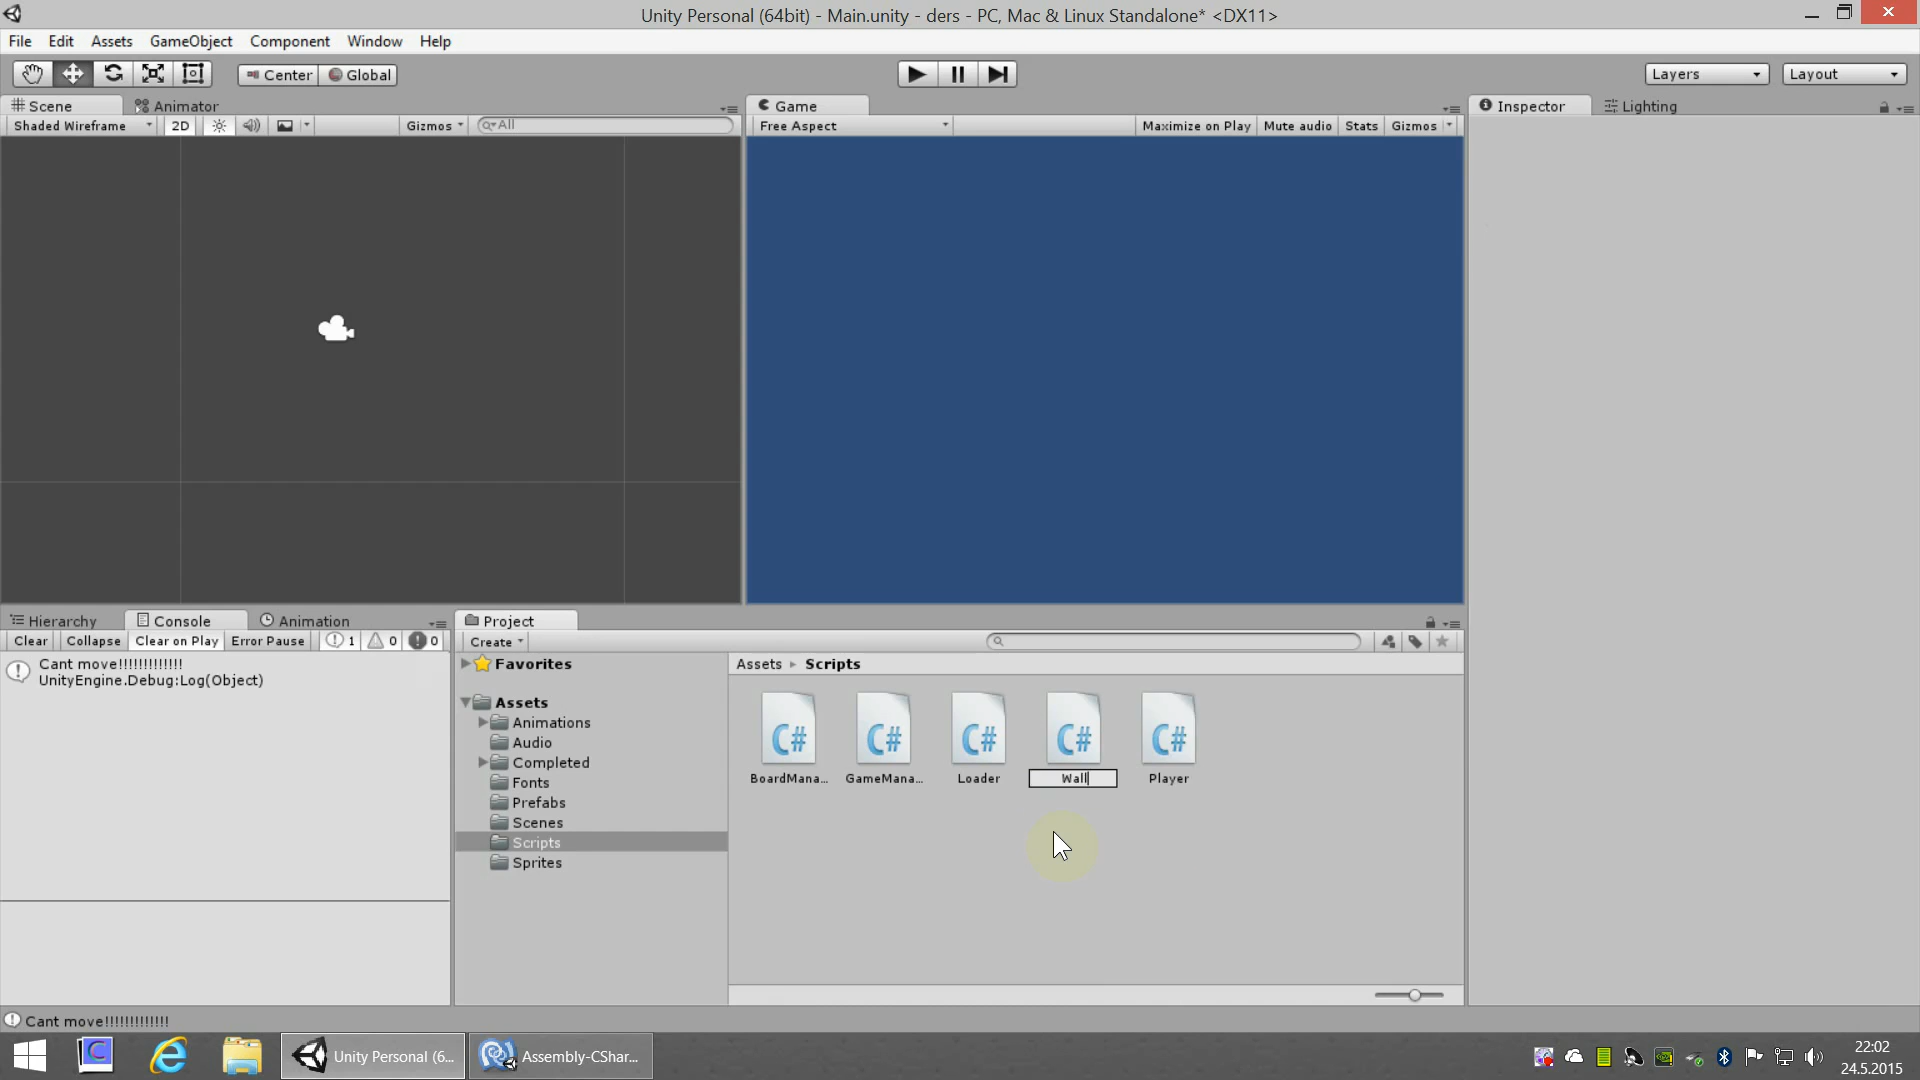 Unity Personal (64bit) - Main.unity - ders - PC, Mac & Linux Standalone* <DX11>
File Edit Assets GameObject Component Window Help
Center Global Layers Layout
Scene Animator Game Inspector Lighting
Shaded Wireframe 2D Gizmos All Free Aspect Maximize on Play Mute audio Stats Gizmos
Hierarchy Console Animation Project
Clear Collapse Clear on Play Error Pause 1 0 0 Create
Cant move!!!!!!!!!!!!!
UnityEngine.Debug:Log(Object)
Favorites
Assets
Animations
Audio
Completed
Fonts
Prefabs
Scenes
Scripts
Sprites
Assets Scripts
C# C# C# C# C#
BoardMana... GameMana... Loader Wall Player
Cant move!!!!!!!!!!!!!
Unity Personal (6... Assembly-CShar...
22:02
24.5.2015